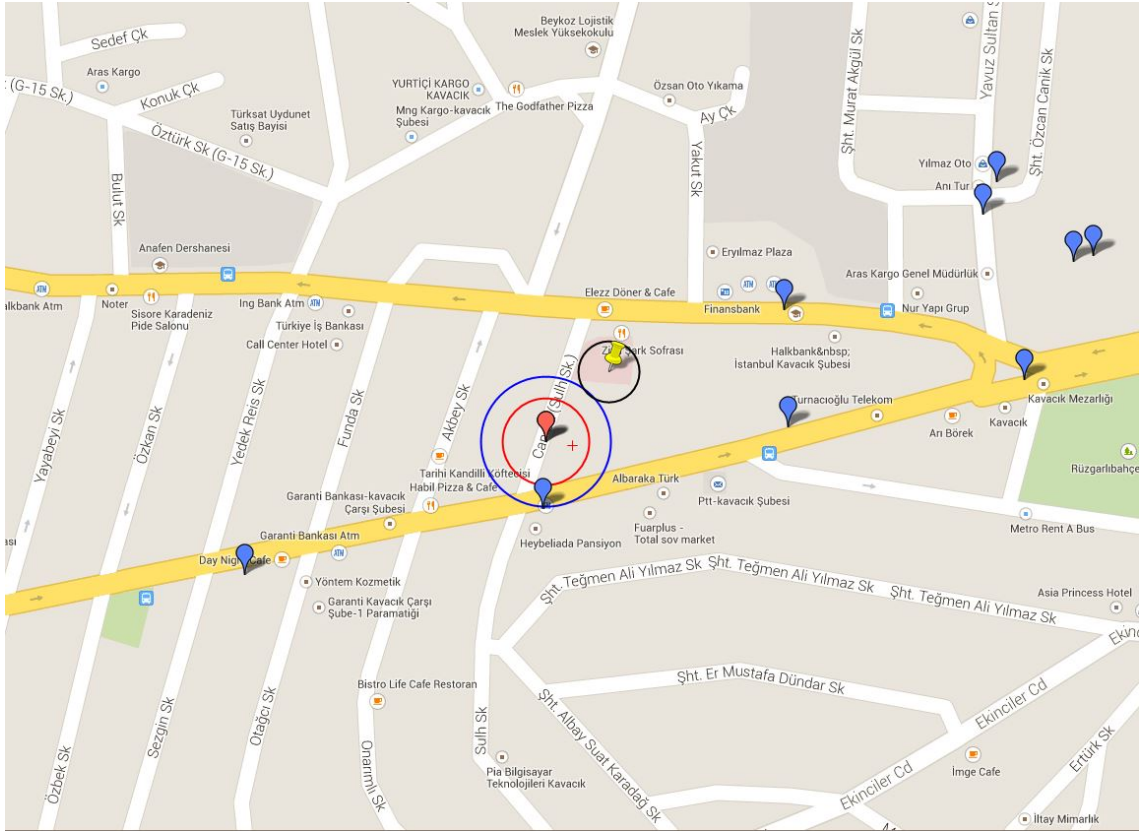 Beykoz Lojistik
Meslek Yüksekokulu
Sedef Çk
Aras Kargo
(G-15 Sk.)
Konuk Çk
YURTİÇİ KARGO
KAVACIK
Mng Kargo-kavacık
Şubesi
The Godfather Pizza
Özsan Oto Yıkama
Ay Çk
Şht. Murat Akgül Sk
Yavuz Sultan S
Şht. Özcan Canik Sk
Türksat Uydunet
Satış Bayisi
Öztürk Sk (G-15 Sk.)
Bulut Sk
Yakut Sk
Yılmaz Oto
Anı Tur
Anafen Dershanesi
Eryılmaz Plaza
Aras Kargo Genel Müdürlük
alkbank Atm
Noter
Sisore Karadeniz
Pide Salonu
Ing Bank Atm
ATM
Türkiye İş Bankası
Call Center Hotel
Elezz Döner & Cafe
Finansbank
ATM
ATM
Nur Yapı Grup
Halkbank&nbsp;
İstanbul Kavacık Şubesi
Sofrası
(Sulh Sk.)
Yayabeyi Sk
Özkan Sk
Yedek Reis Sk
Funda Sk
Akbey Sk
Turnacıoğlu Telekom
Kavacık Mezarlığı
Kavacık
Arı Börek
Rüzgarlıbahçe
Tarihi Kandilli Köftecisi
Habil Pizza & Cafe
Garanti Bankası-kavacık
Çarşı Şubesi
Albaraka Türk
Ptt-kavacık Şubesi
Fuarplus -
Total sov market
Heybeliada Pansiyon
Metro Rent A Bus
Garanti Bankası Atm
ATM
Day Night Cafe
Yöntem Kozmetik
Garanti Kavacık Çarşı
Şube-1 Paramatiği
Şht. Teğmen Ali Yılmaz Sk
Şht. Teğmen Ali Yılmaz Sk
Şht. Teğmen Ali Yılmaz Sk
Asia Princess Hotel
Bistro Life Cafe Restoran
Şht. Er Mustafa Dündar Sk
Özbek Sk
Sezgin Sk
Otağcı Sk
Onarımlı Sk
Sulh Sk
Şht. Albay Suat Karadağ Sk
Ekinciler Cd
Ekinciler Cd
Ertürk Sk
Pia Bilgisayar
Teknolojileri Kavacık
İmge Cafe
İltay Mimarlık